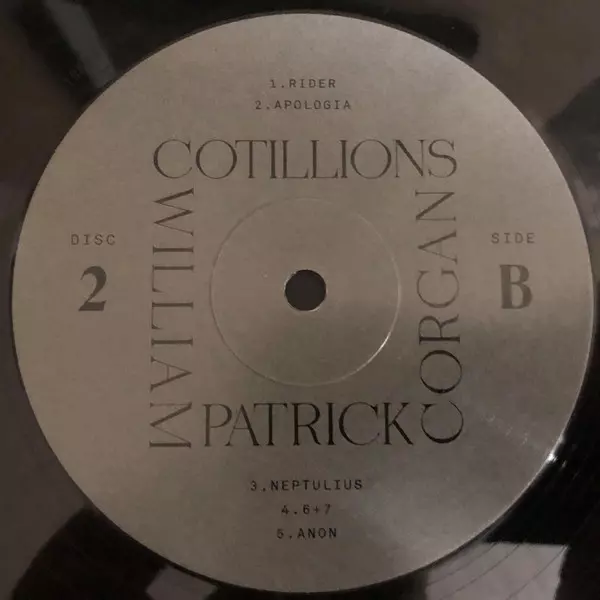 1.RIDER
2.APOLOGIA
COTILLIONS
WILLIAM
PATRICK
CORGAN
DISC
2
SIDE
B
3.NEPTULIUS
4.6+7
5.ANON